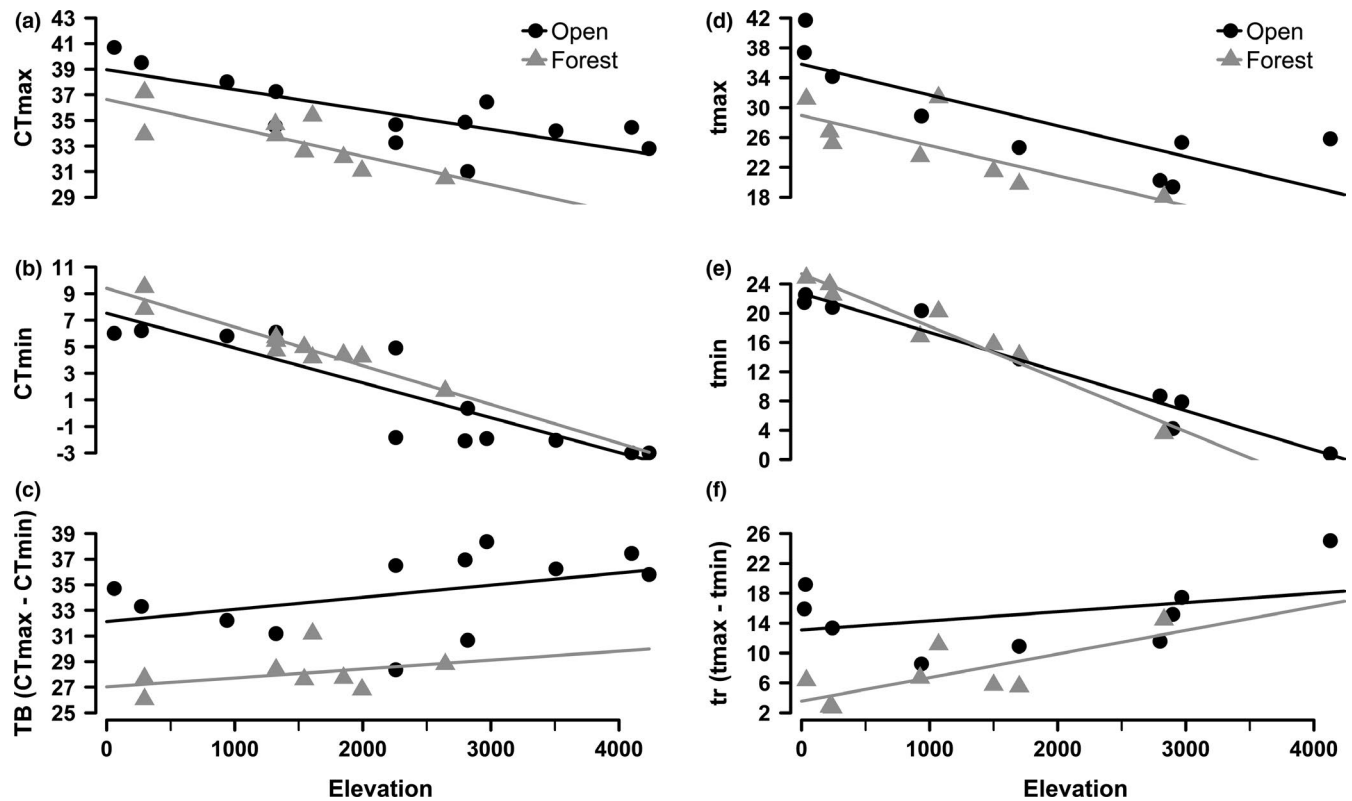 (a)
CTmax
43
41
39
37
35
33
31
29
Open
Forest
(b)
CTmin
11
9
7
5
3
1
-1
-3
(c)
TB (CTmax - CTmin)
39
37
35
33
31
29
27
25
0 1000 2000 3000 4000
Elevation
(d)
tmax
42
38
34
30
26
22
18
Open
Forest
(e)
tmin
24
20
16
12
8
4
0
(f)
tr (tmax - tmin)
26
22
18
14
10
6
2
0 1000 2000 3000 4000
Elevation